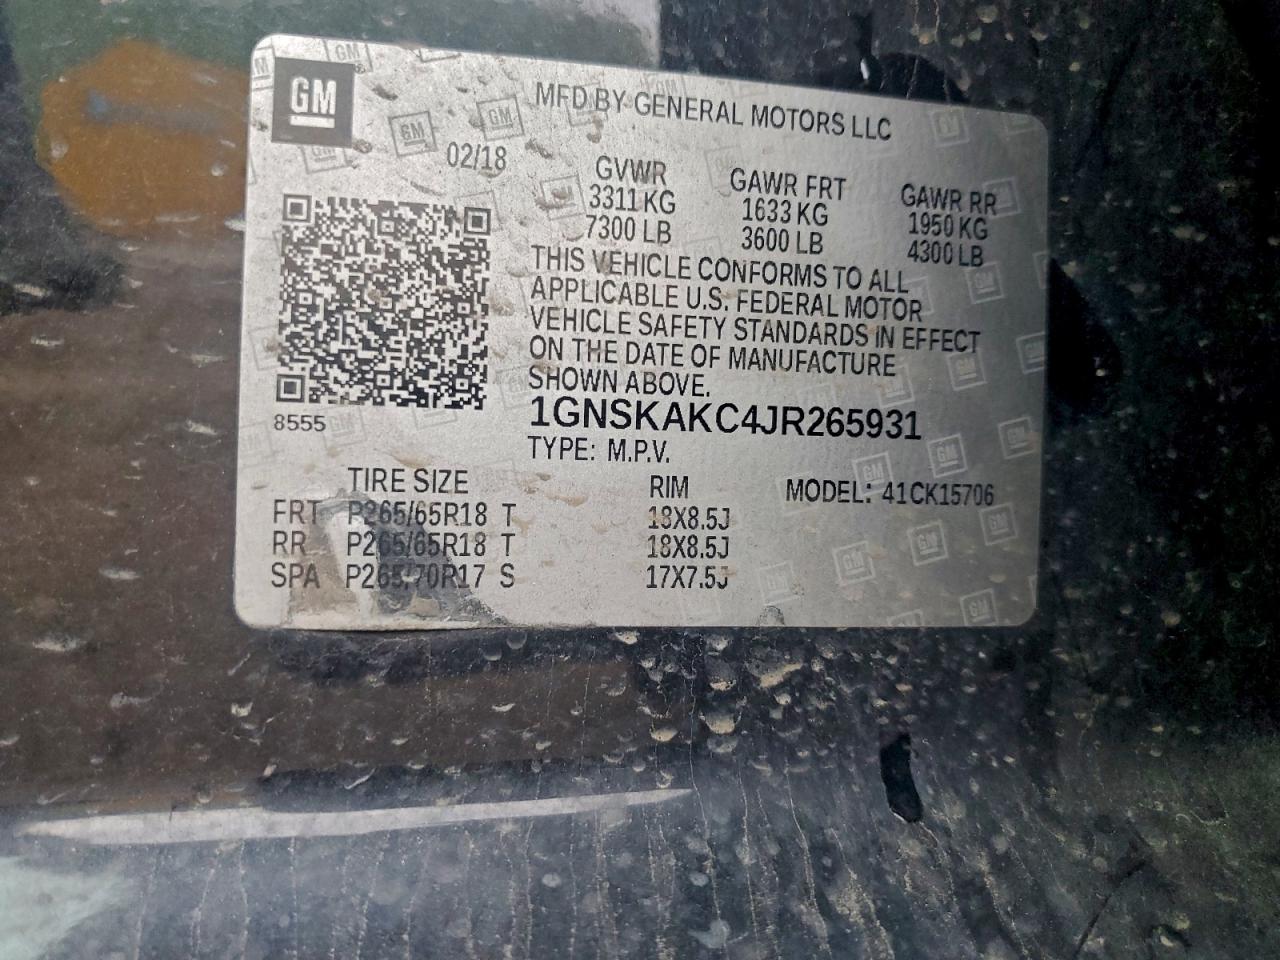 GM
MFD BY GENERAL MOTORS LLC
02/18
GVWR GAWR FRT GAWR RR
3311 KG 1633 KG 1950 KG
7300 LB 3600 LB 4300 LB
THIS VEHICLE CONFORMS TO ALL
APPLICABLE U.S. FEDERAL MOTOR
VEHICLE SAFETY STANDARDS IN EFFECT
ON THE DATE OF MANUFACTURE
SHOWN ABOVE.
8555
1GNSKAKC4JR265931
TYPE: M.P.V.
TIRE SIZE RIM MODEL: 41CK15706
FRT P265/65R18 T 18X8.5J
RR P265/65R18 T 18X8.5J
SPA P265/70R17 S 17X7.5J